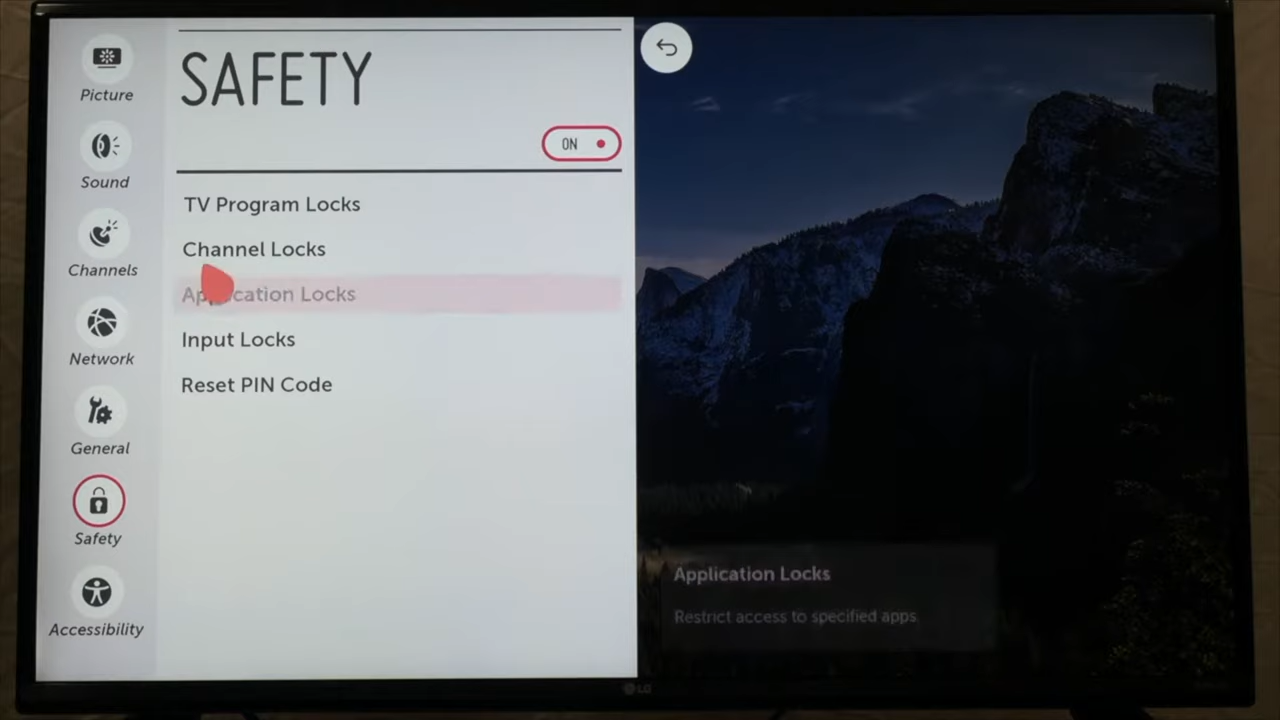 Picture
Sound
Channels
Network
General
Safety
Accessibility
SAFETY
ON
TV Program Locks
Channel Locks
Application Locks
Input Locks
Reset PIN Code
Application Locks
Restrict access to specified apps
LG